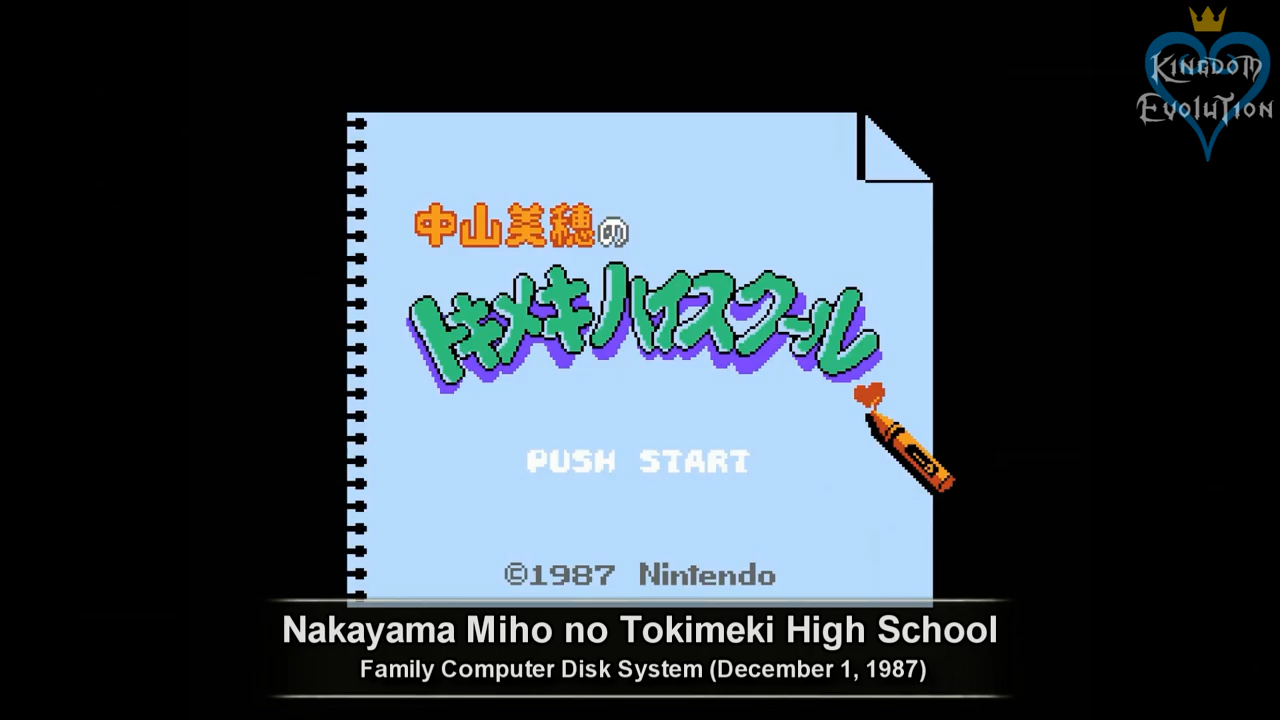 KINGDOM
EVOLUTION
中山美穂の
トキメキハイスクール
PUSH START
©1987 Nintendo
Nakayama Miho no Tokimeki High School
Family Computer Disk System (December 1, 1987)